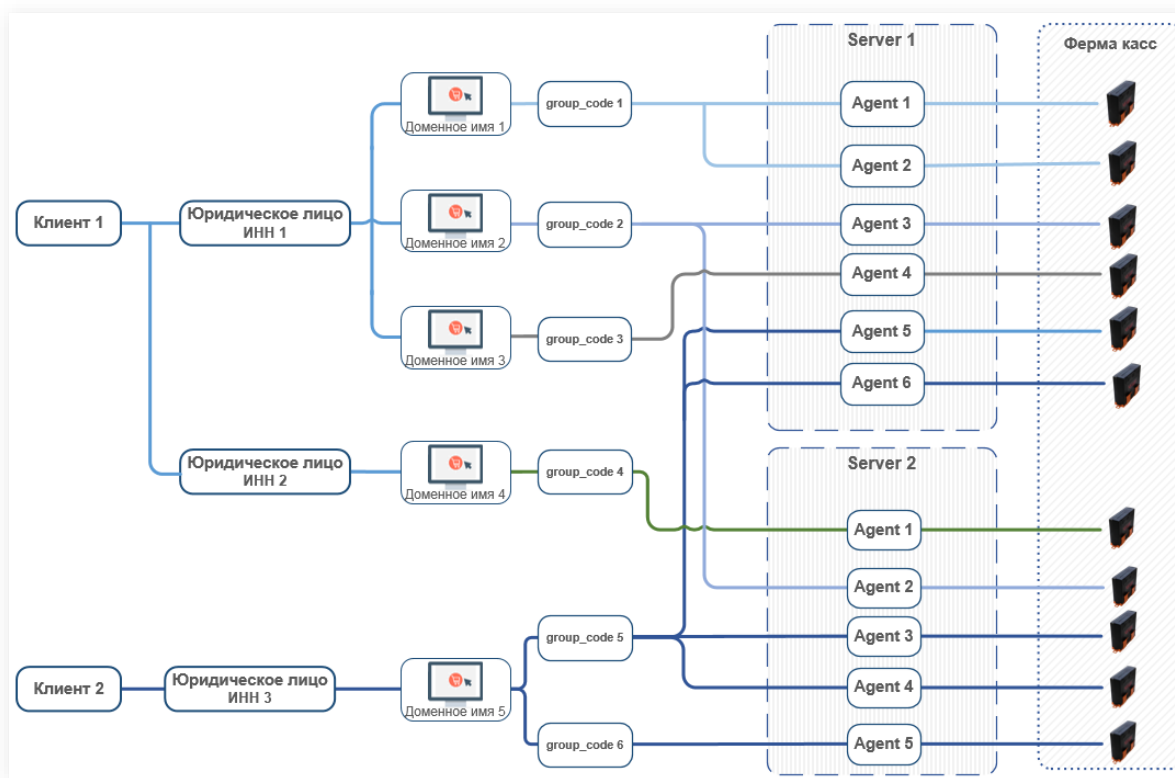 Server 1
Ферма касс
Доменное имя 1
group_code 1
Agent 1
Agent 2
Клиент 1
Юридическое лицо
ИНН 1
Доменное имя 2
group_code 2
Agent 3
Agent 4
Доменное имя 3
group_code 3
Agent 5
Agent 6
Юридическое лицо
ИНН 2
Доменное имя 4
group_code 4
Server 2
Agent 1
Agent 2
group_code 5
Agent 3
Клиент 2
Юридическое лицо
ИНН 3
Доменное имя 5
Agent 4
group_code 6
Agent 5